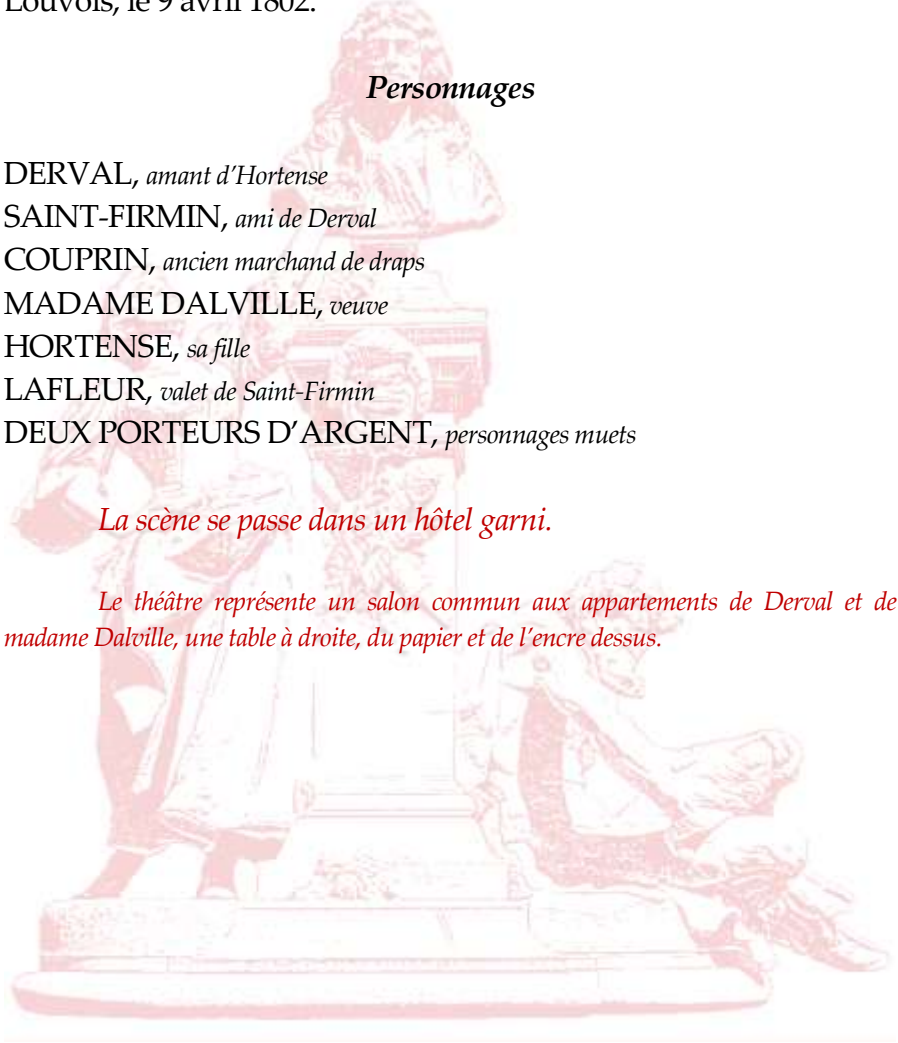 Louvois, le 9 avril 1802.
Personnages
DERVAL, amant d’Hortense
SAINT-FIRMIN, ami de Derval
COUPRIN, ancien marchand de draps
MADAME DALVILLE, veuve
HORTENSE, sa fille
LAFLEUR, valet de Saint-Firmin
DEUX PORTEURS D’ARGENT, personnages muets
La scène se passe dans un hôtel garni.
Le théâtre représente un salon commun aux appartements de Derval et de
madame Dalville, une table à droite, du papier et de l’encre dessus.